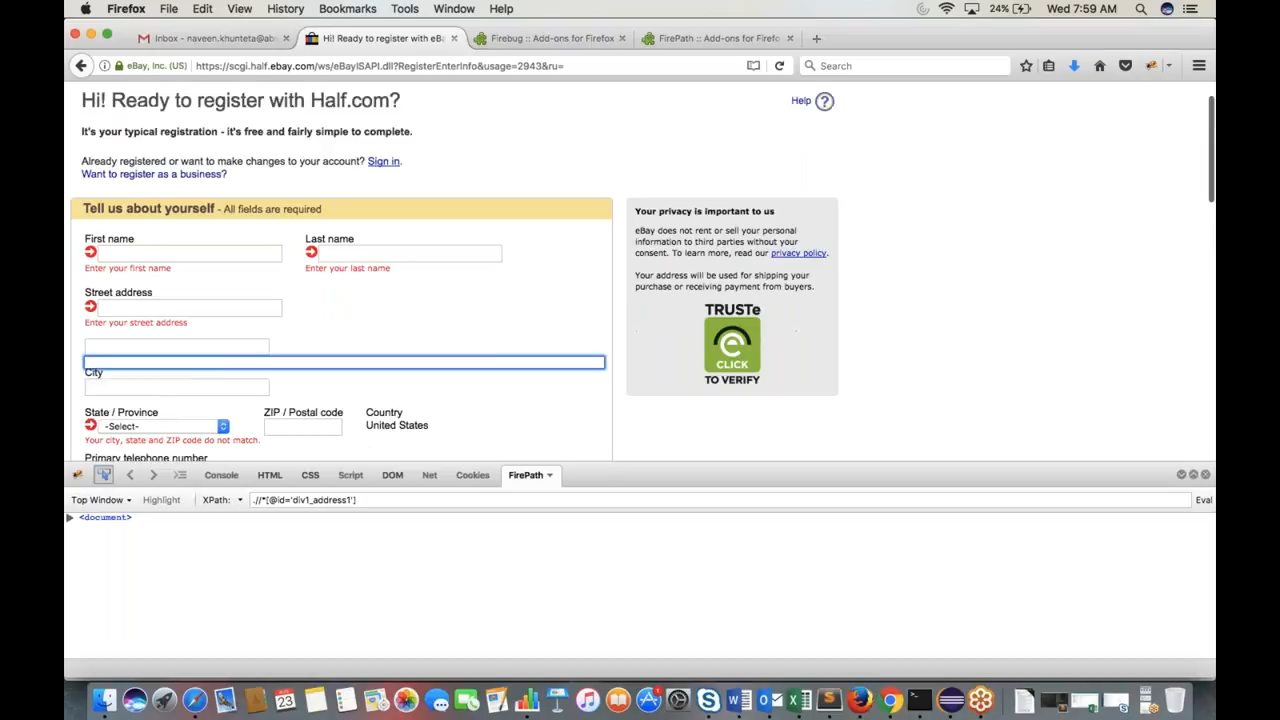 Firefox File Edit View History Bookmarks Tools Window Help 24% Wed 7:59 AM
Inbox - naveen.khunteta@ab Hi! Ready to register with eB Firebug :: Add-ons for Firefox FirePath :: Add-ons for Firefo
eBay, Inc. (US) https://scgi.half.ebay.com/ws/eBayISAPI.dll?RegisterEnterInfo&usage=2943&ru= Search
Hi! Ready to register with Half.com? Help ?
It's your typical registration - it's free and fairly simple to complete.
Already registered or want to make changes to your account? Sign in.
Want to register as a business?
Tell us about yourself - All fields are required
First name Last name
Enter your first name Enter your last name
Street address
Enter your street address
City
State / Province ZIP / Postal code Country
-Select- United States
Your city, state and ZIP code do not match.
Primary telephone number
Your privacy is important to us
eBay does not rent or sell your personal
information to third parties without your
consent. To learn more, read our privacy policy.
Your address will be used for shipping your
purchase or receiving payment from buyers.
TRUSTe
CLICK
TO VERIFY
Console HTML CSS Script DOM Net Cookies FirePath
Top Window Highlight XPath: .//*[@id='div1_address1'] Eval
<document>
23